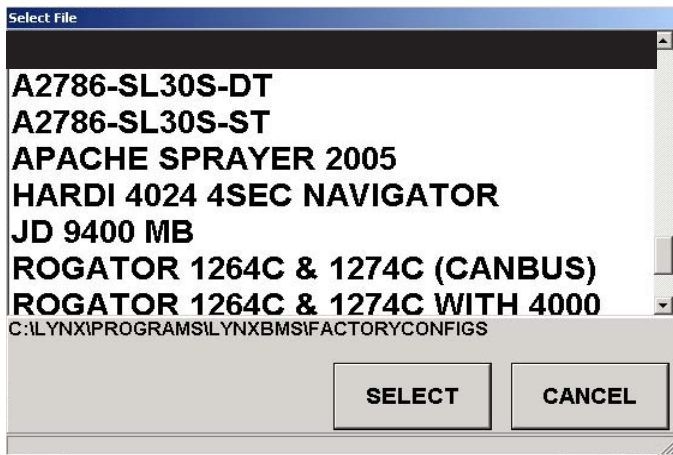 Select File
A2786-SL30S-DT
A2786-SL30S-ST
APACHE SPRAYER 2005
HARDI 4024 4SEC NAVIGATOR
JD 9400 MB
ROGATOR 1264C & 1274C (CANBUS)
ROGATOR 1264C & 1274C WITH 4000
C:\LYNX\PROGRAMS\LYNXBMS\FACTORYCONFIGS
SELECT CANCEL